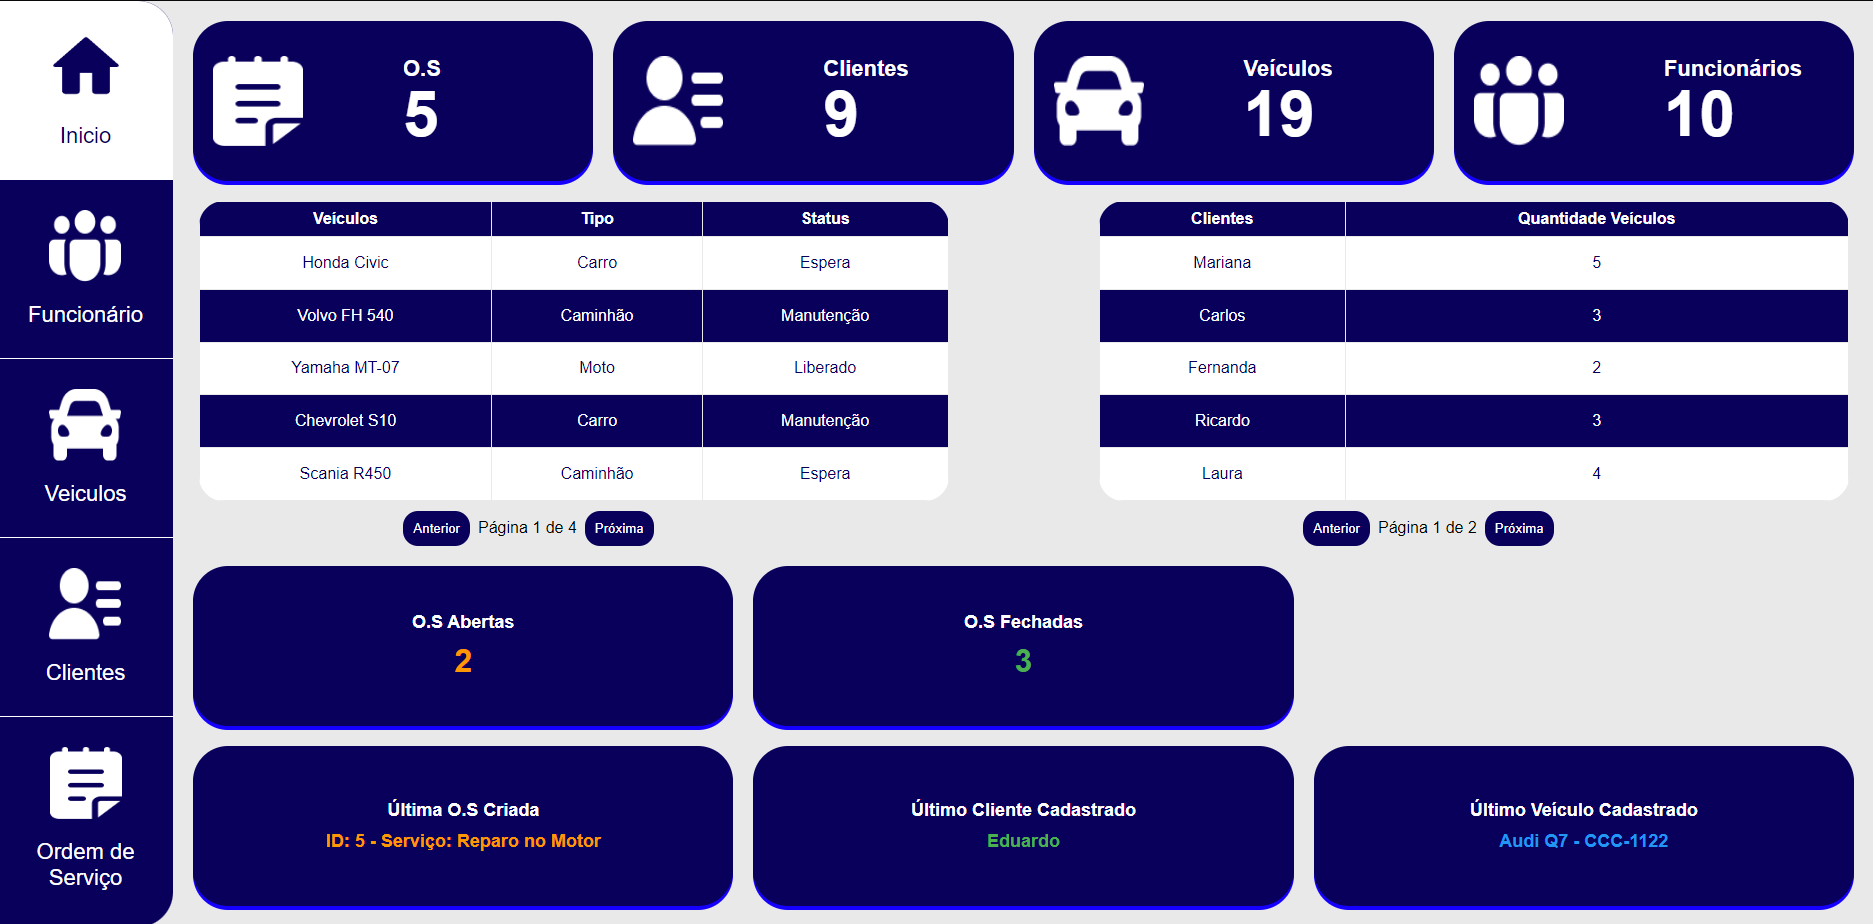 Inicio
Funcionário
Veiculos
Clientes
Ordem de
Serviço
O.S
5
Clientes
9
Veículos
19
Funcionários
10
Veículos Tipo Status
Honda Civic Carro Espera
Volvo FH 540 Caminhão Manutenção
Yamaha MT-07 Moto Liberado
Chevrolet S10 Carro Manutenção
Scania R450 Caminhão Espera
Anterior Página 1 de 4 Próxima
Clientes Quantidade Veículos
Mariana 5
Carlos 3
Fernanda 2
Ricardo 3
Laura 4
Anterior Página 1 de 2 Próxima
O.S Abertas
2
O.S Fechadas
3
Última O.S Criada
ID: 5 - Serviço: Reparo no Motor
Último Cliente Cadastrado
Eduardo
Último Veículo Cadastrado
Audi Q7 - CCC-1122